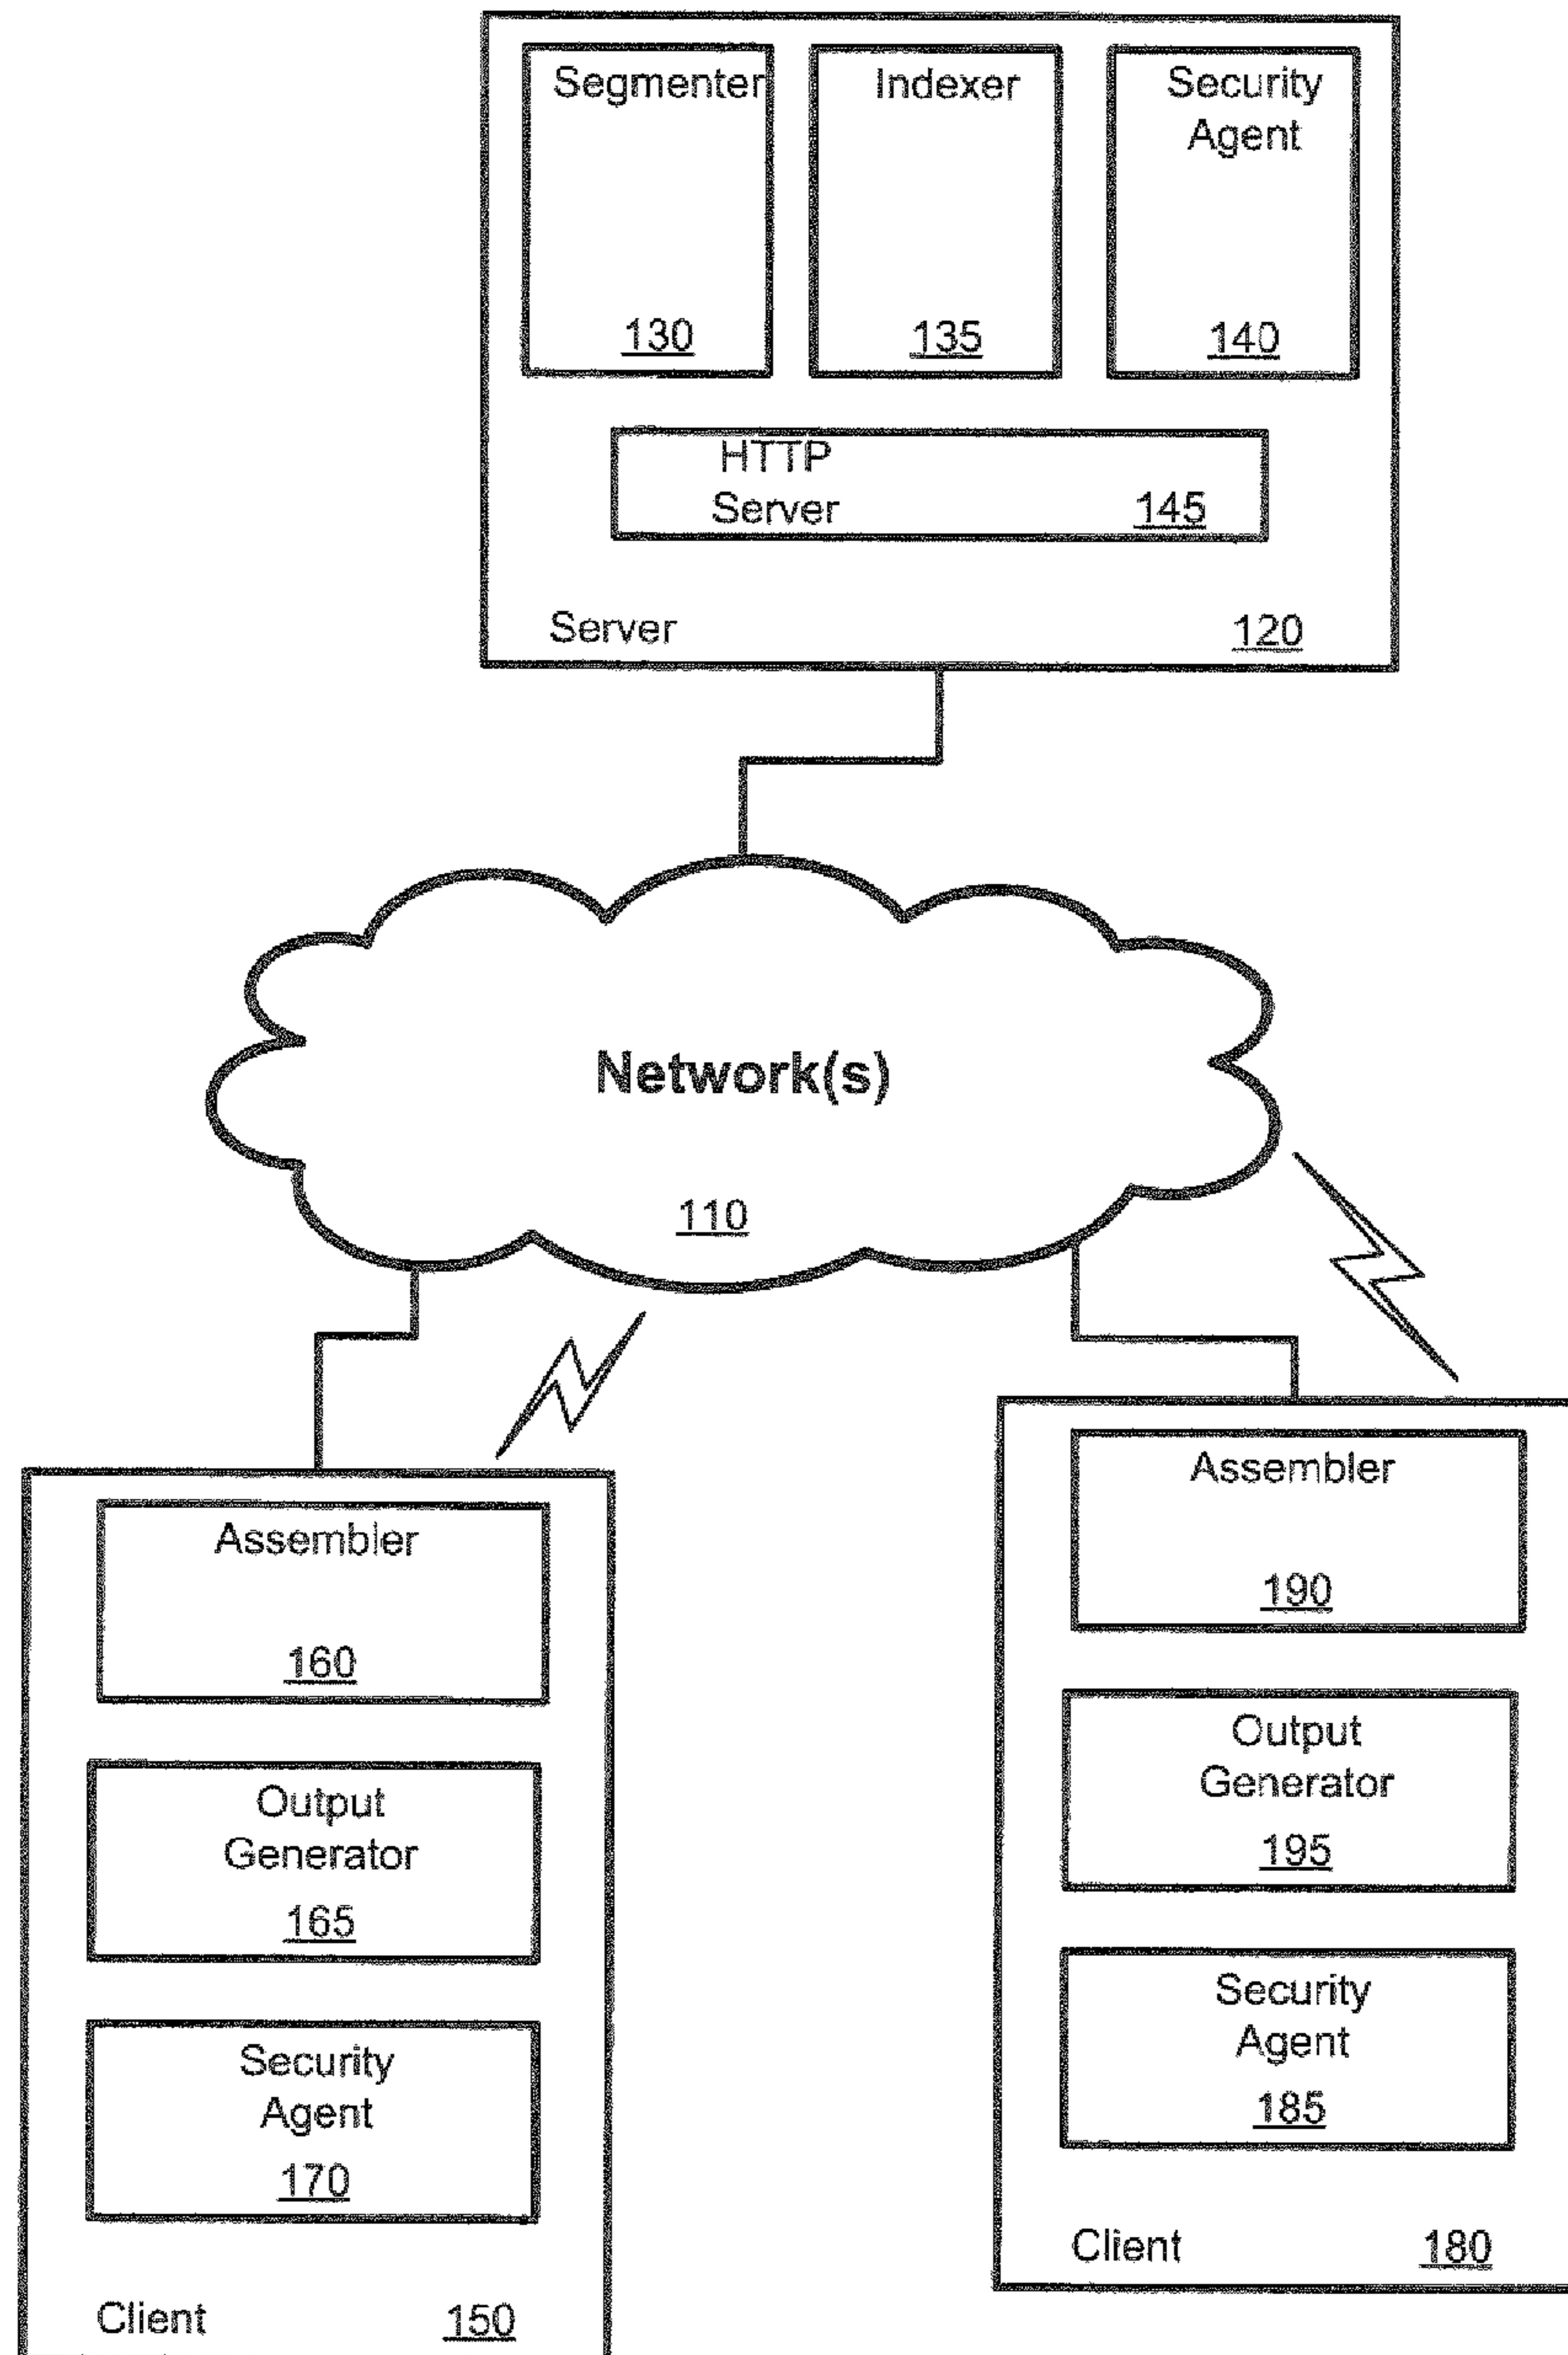 Segmenter
130
Indexer
135
Security
Agent
140
HTTP
Server
145
Server
120
Network(s)
110
Assembler
160
Output
Generator
165
Security
Agent
170
Client
150
Assembler
190
Output
Generator
195
Security
Agent
185
Client
180